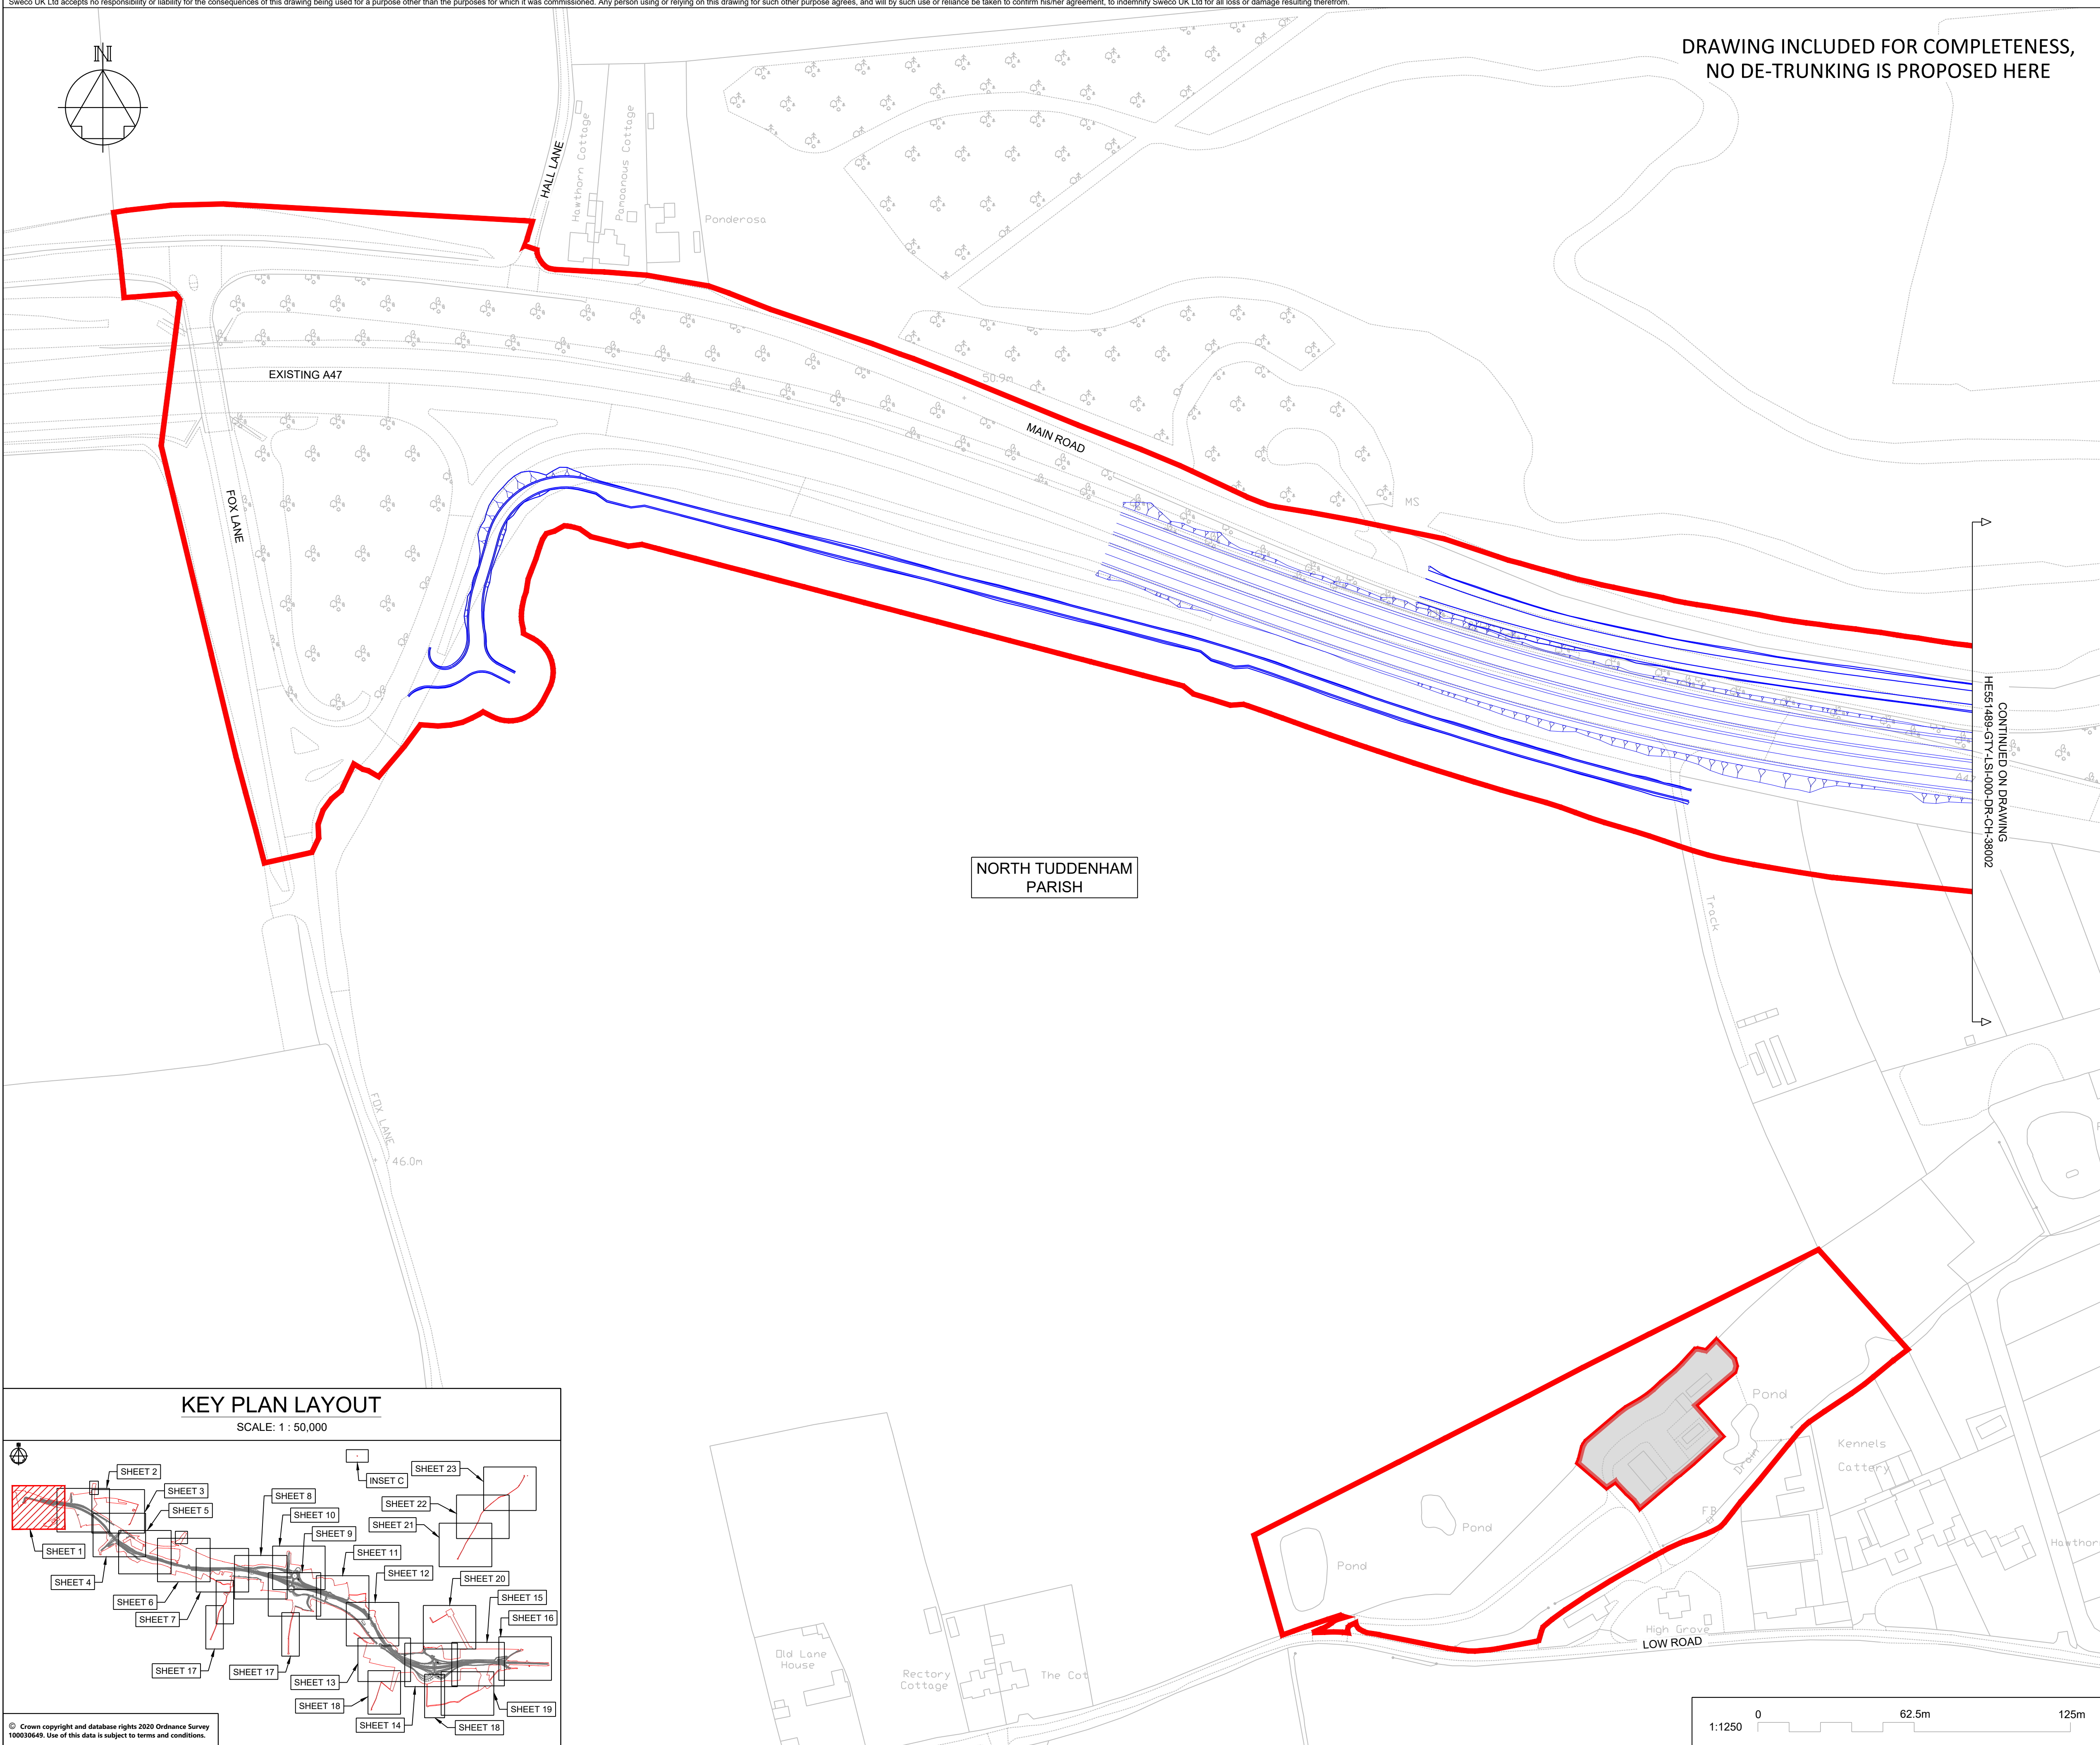 Sweco UK Ltd accepts no responsibility or liability for the consequences of this drawing being used for a purpose other than the purposes for which it was commissioned. Any person using or relying on this drawing for such other purpose agrees, and will by such use or reliance be taken to confirm his/her agreement, to indemnify Sweco UK Ltd for all loss or damage resulting therefrom.
DRAWING INCLUDED FOR COMPLETENESS,
NO DE-TRUNKING IS PROPOSED HERE
N
HALL LANE
Hawthorn Cottage
Pamoanous Cottage
Ponderosa
EXISTING A47
50.9m
MAIN ROAD
MS
FOX LANE
A47
CONTINUED ON DRAWING
HE551489-GTY-LSI-000-DR-CH-38002
NORTH TUDDENHAM
PARISH
Track
FOX LANE
46.0m
Pond
Drain
Kennels
Cattery
FB
Pond
Pond
High Grove
LOW ROAD
Hawthor
Old Lane
House
Rectory
Cottage
The Cot
KEY PLAN LAYOUT
SCALE: 1 : 50,000
SHEET 2
SHEET 3
SHEET 5
SHEET 1
SHEET 4
SHEET 6
SHEET 7
SHEET 17
SHEET 8
SHEET 10
SHEET 9
SHEET 11
SHEET 12
INSET C
SHEET 23
SHEET 22
SHEET 21
SHEET 20
SHEET 15
SHEET 16
SHEET 17
SHEET 13
SHEET 18
SHEET 14
SHEET 18
SHEET 19
© Crown copyright and database rights 2020 Ordnance Survey
100030649. Use of this data is subject to terms and conditions.
1:1250
0
62.5m
125m